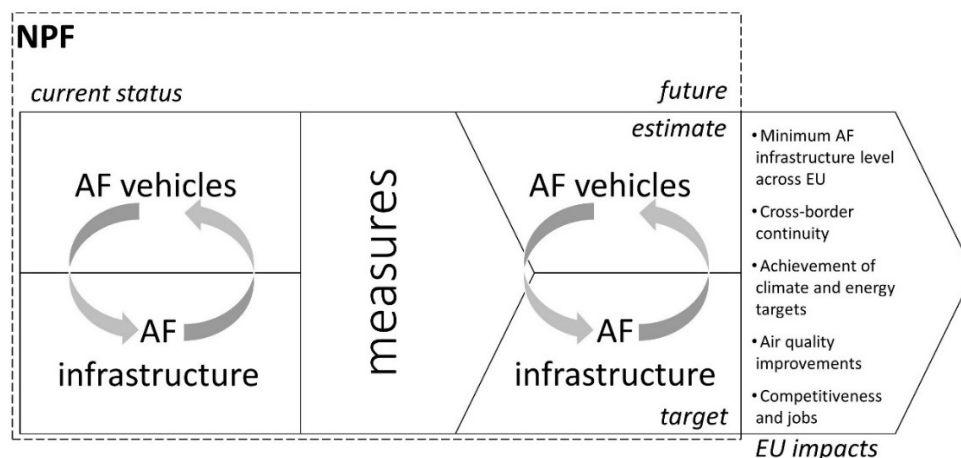 NPF
current status
AF vehicles
AF
infrastructure
measures
future
estimate
AF vehicles
AF
infrastructure
target
•Minimum AF
infrastructure level
across EU
•Cross-border
continuity
•Achievement of
climate and energy
targets
•Air quality
improvements
•Competitiveness
and jobs
EU impacts